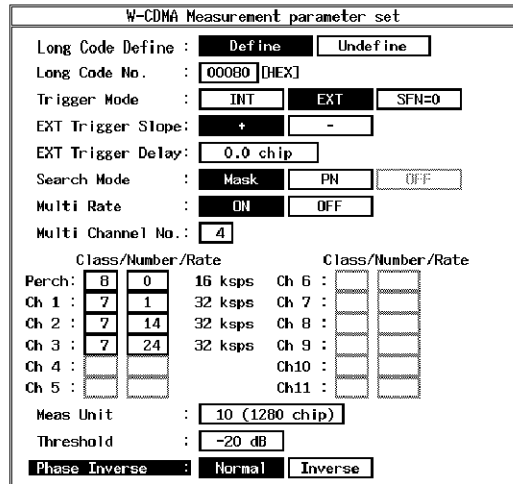 W-CDMA Measurement parameter set
Long Code Define : Define Undefine
Long Code No. : 00080 [HEX]
Trigger Mode : INT EXT SFN=0
EXT Trigger Slope: + -
EXT Trigger Delay: 0.0 chip
Search Mode : Mask PN OFF
Multi Rate : ON OFF
Multi Channel No.: 4
Class/Number/Rate Class/Number/Rate
Perch: 8 0 16 ksps Ch 6 :
Ch 1 : 7 1 32 ksps Ch 7 :
Ch 2 : 7 14 32 ksps Ch 8 :
Ch 3 : 7 24 32 ksps Ch 9 :
Ch 4 : Ch10 :
Ch 5 : Ch11 :
Meas Unit : 10 (1280 chip)
Threshold : -20 dB
Phase Inverse : Normal Inverse